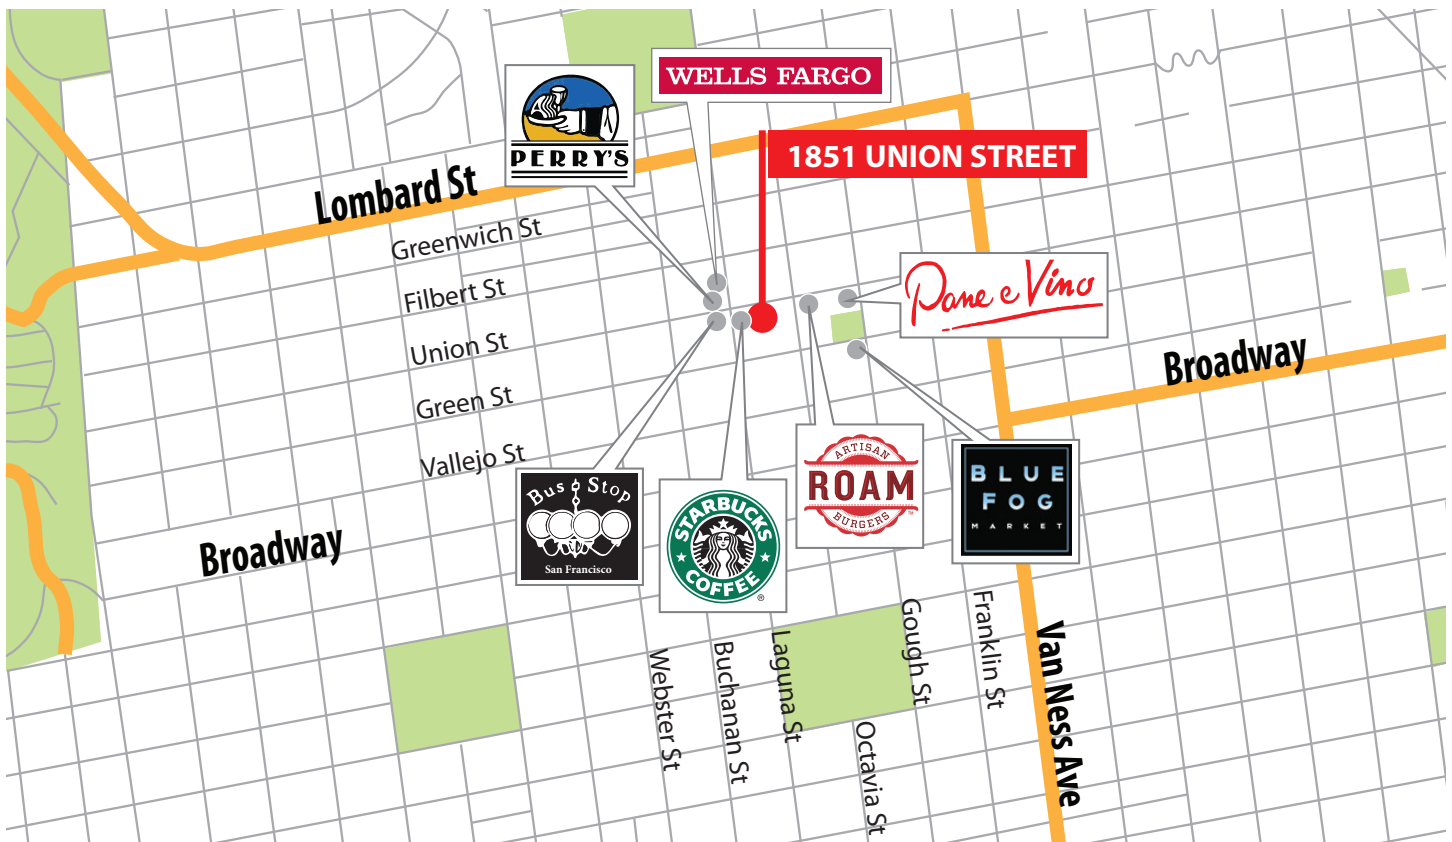 WELLS FARGO
PERRY'S
1851 UNION STREET
Lombard St
Greenwich St
Pane e Vino
Filbert St
Union St
Broadway
Green St
Vallejo St
ARTISAN
ROAM
BURGERS
™
BLUE
FOG
MARKET
Bus Stop
San Francisco
STARBUCKS
COFFEE
®
Broadway
Webster St
Buchanan St
Laguna St
Octavia St
Gough St
Franklin St
Van Ness Ave